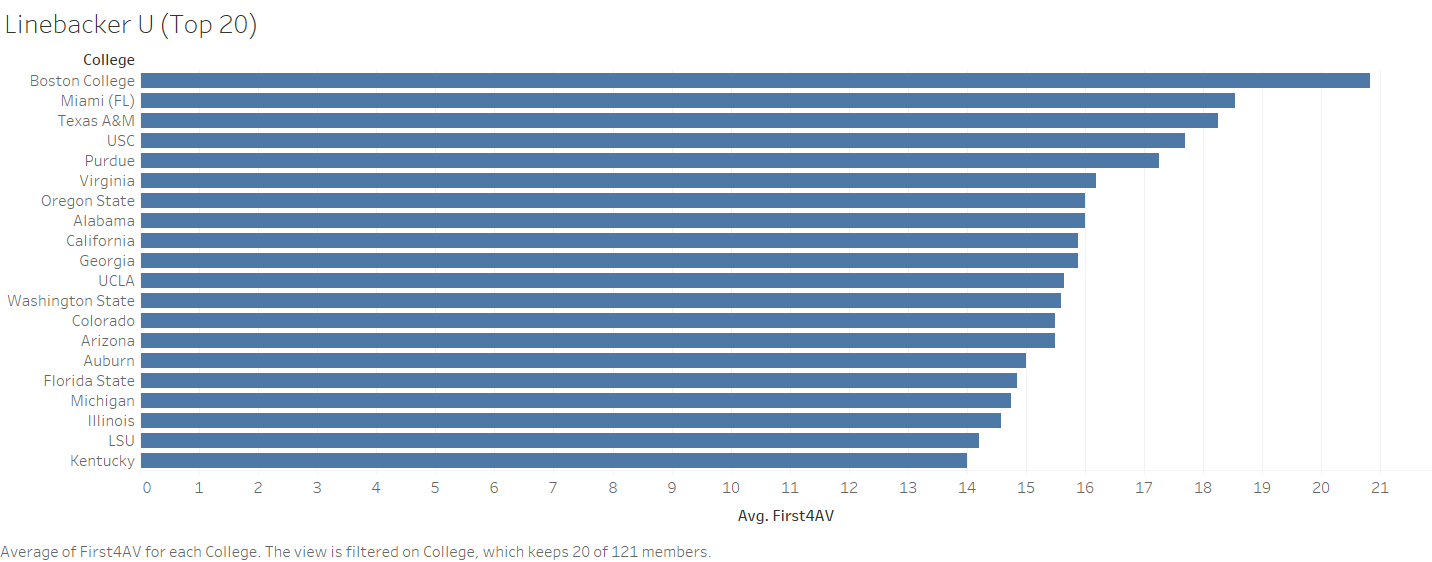 Linebacker U (Top 20)
College
Boston College
Miami (FL)
Texas A&M
USC
Purdue
Virginia
Oregon State
Alabama
California
Georgia
UCLA
Washington State
Colorado
Arizona
Auburn
Florida State
Michigan
Illinois
LSU
Kentucky
0 1 2 3 4 5 6 7 8 9 10 11 12 13 14 15 16 17 18 19 20 21
Avg. First4AV
Average of First4AV for each College. The view is filtered on College, which keeps 20 of 121 members.